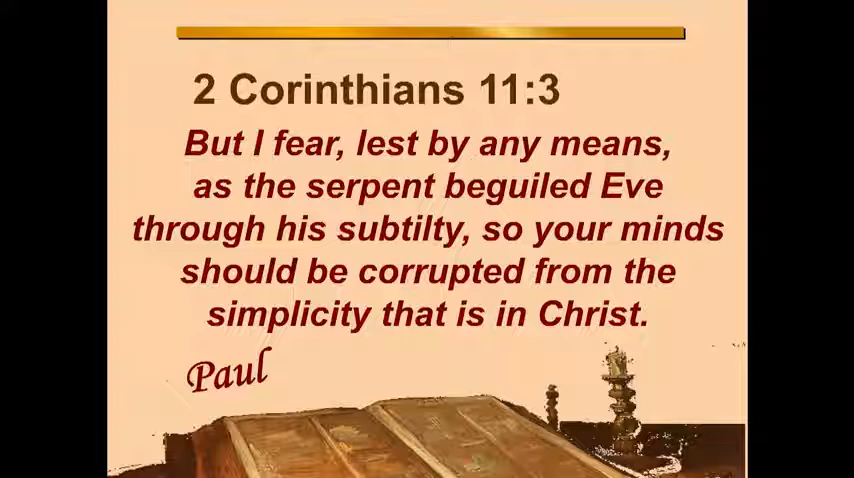 2 Corinthians 11:3
But I fear, lest by any means,
as the serpent beguiled Eve
through his subtilty, so your minds
should be corrupted from the
simplicity that is in Christ.
Paul